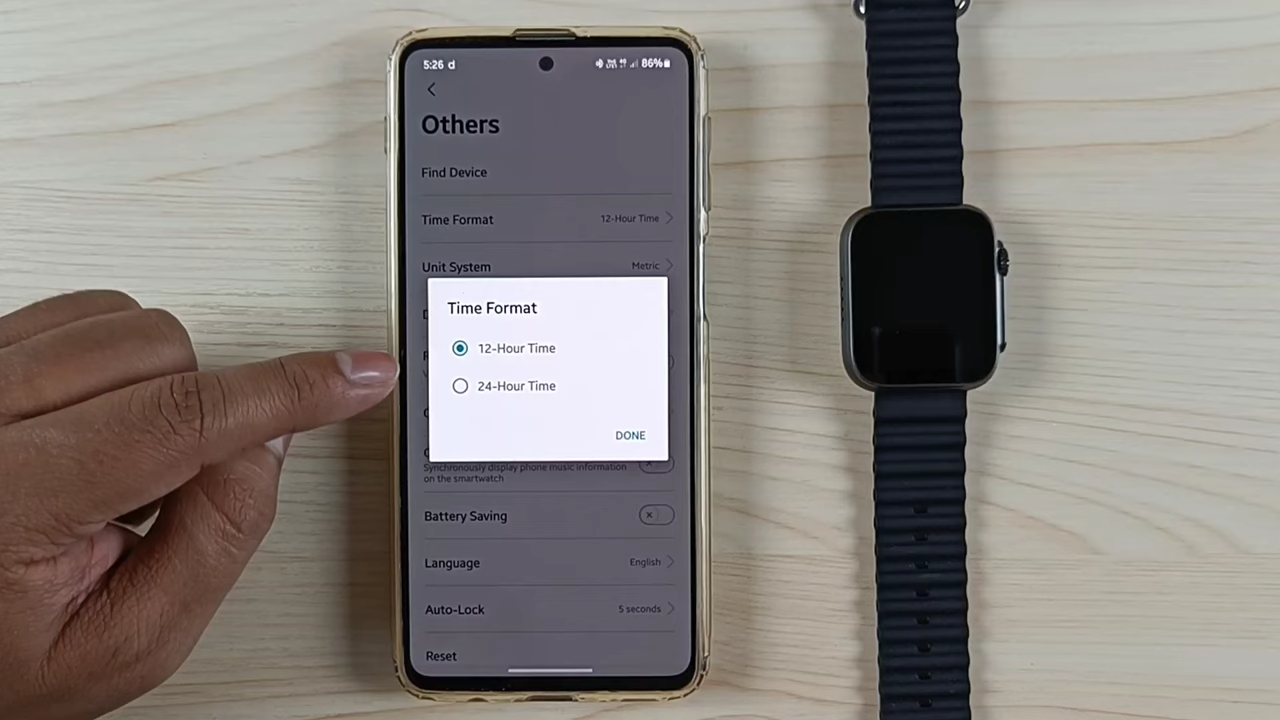 5:26 d
86%
Others
Find Device
Time Format 12-Hour Time
Unit System Metric
Time Format
12-Hour Time
24-Hour Time
DONE
Synchronously display phone music information
on the smartwatch
Battery Saving
Language English
Auto-Lock 5 seconds
Reset